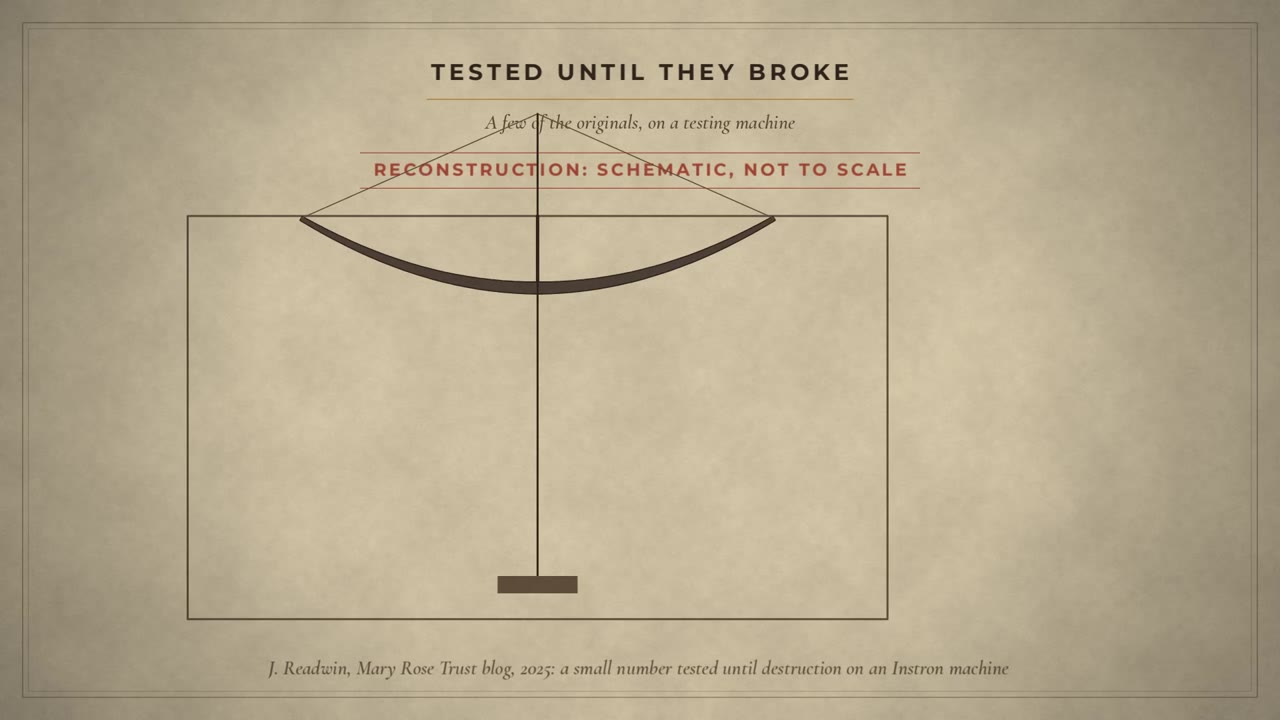 TESTED UNTIL THEY BROKE
A few of the originals, on a testing machine
RECONSTRUCTION: SCHEMATIC, NOT TO SCALE
J. Readwin, Mary Rose Trust blog, 2025: a small number tested until destruction on an Instron machine